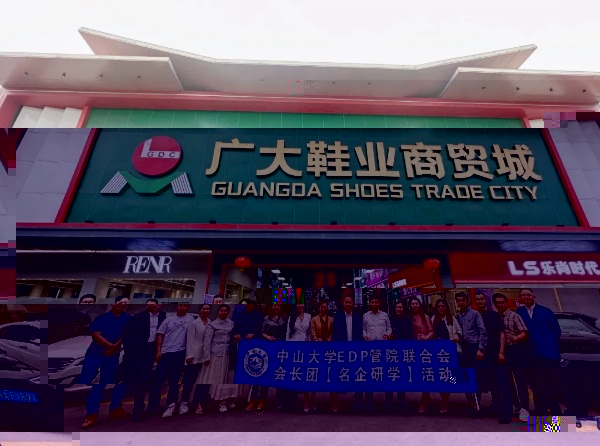 GDC
广大鞋业商贸城
GUANGDA SHOES TRADE CITY
RENR
LS乐尚时代
中山大学EDP管院联合会
会长团【名企研学】活动